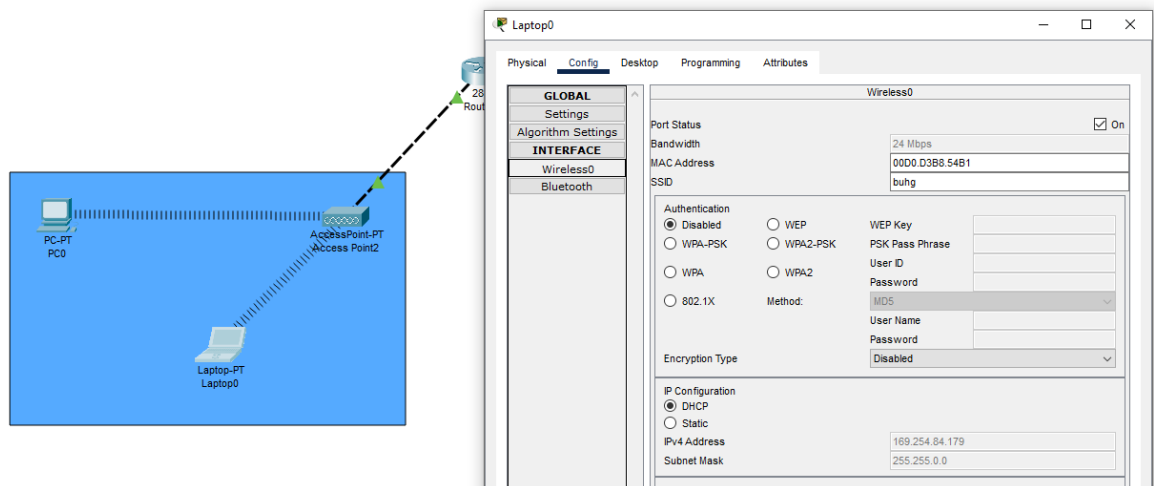 Laptop0
Physical Config Desktop Programming Attributes
GLOBAL
Settings
Algorithm Settings
INTERFACE
Wireless0
Bluetooth
Wireless0
Port Status On
Bandwidth 24 Mbps
MAC Address 00D0.D3B8.54B1
SSID buhg
Authentication
Disabled WEP WEP Key
WPA-PSK WPA2-PSK PSK Pass Phrase
User ID
WPA WPA2
Password
802.1X Method: MD5
User Name
Password
Encryption Type Disabled
IP Configuration
DHCP
Static
IPv4 Address 169.254.84.179
Subnet Mask 255.255.0.0
28
Rout
PC-PT
PC0
AccessPoint-PT
Access Point2
Laptop-PT
Laptop0